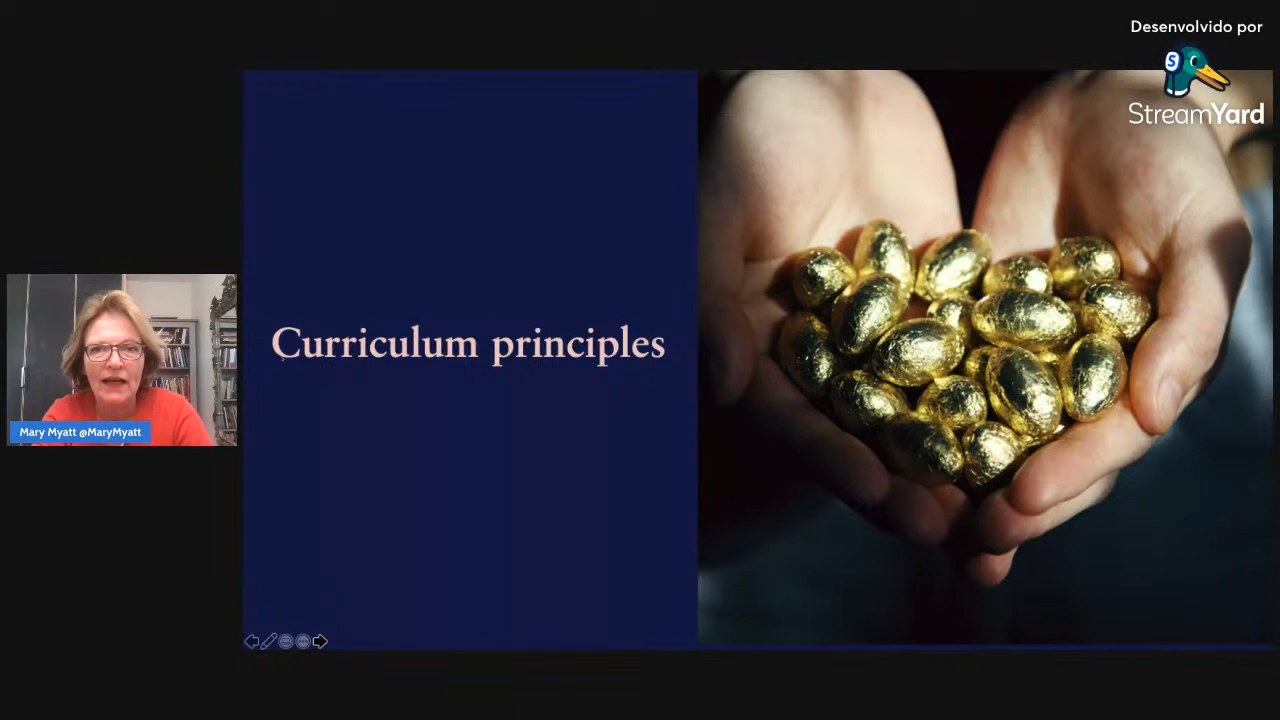 Desenvolvido por
S
StreamYard
Curriculum principles
Mary Myatt @MaryMyatt